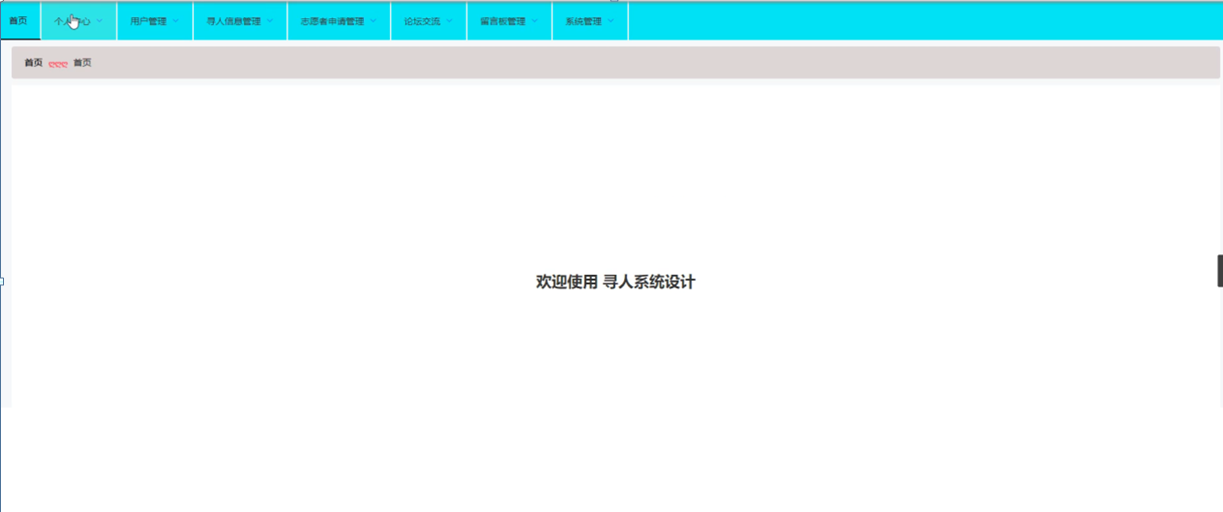 首页 个人中心 用户管理 寻人信息管理 志愿者申请管理 论坛交流 留言板管理 系统管理
首页 首页
欢迎使用 寻人系统设计